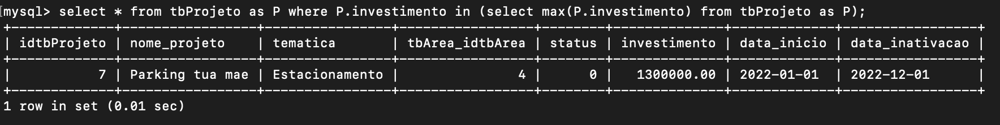 mysql> select * from tbProjeto as P where P.investimento in (select max(P.investimento) from tbProjeto as P);
+-------------+-----------------+---------------+-----------------+--------+--------------+-------------+-----------------+
| idtbProjeto | nome_projeto    | tematica       | tbArea_idtbArea | status | investimento | data_inicio | data_inativacao |
+-------------+-----------------+---------------+-----------------+--------+--------------+-------------+-----------------+
|           7 | Parking tua mae | Estacionamento |               4 |      0 |   1300000.00 | 2022-01-01  | 2022-12-01      |
+-------------+-----------------+---------------+-----------------+--------+--------------+-------------+-----------------+
1 row in set (0.01 sec)